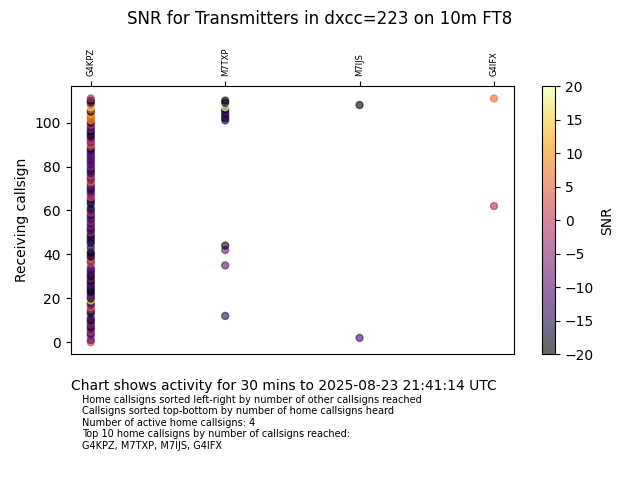 SNR for Transmitters in dxcc=223 on 10m FT8
G4KPZ
M7TXP
M7IJS
G4IFX
100
80
60
40
20
0
Receiving callsign
20
15
10
5
0
−5
−10
−15
−20
SNR
Chart shows activity for 30 mins to 2025-08-23 21:41:14 UTC
Home callsigns sorted left-right by number of other callsigns reached
Callsigns sorted top-bottom by number of home callsigns heard
Number of active home callsigns: 4
Top 10 home callsigns by number of callsigns reached:
G4KPZ, M7TXP, M7IJS, G4IFX